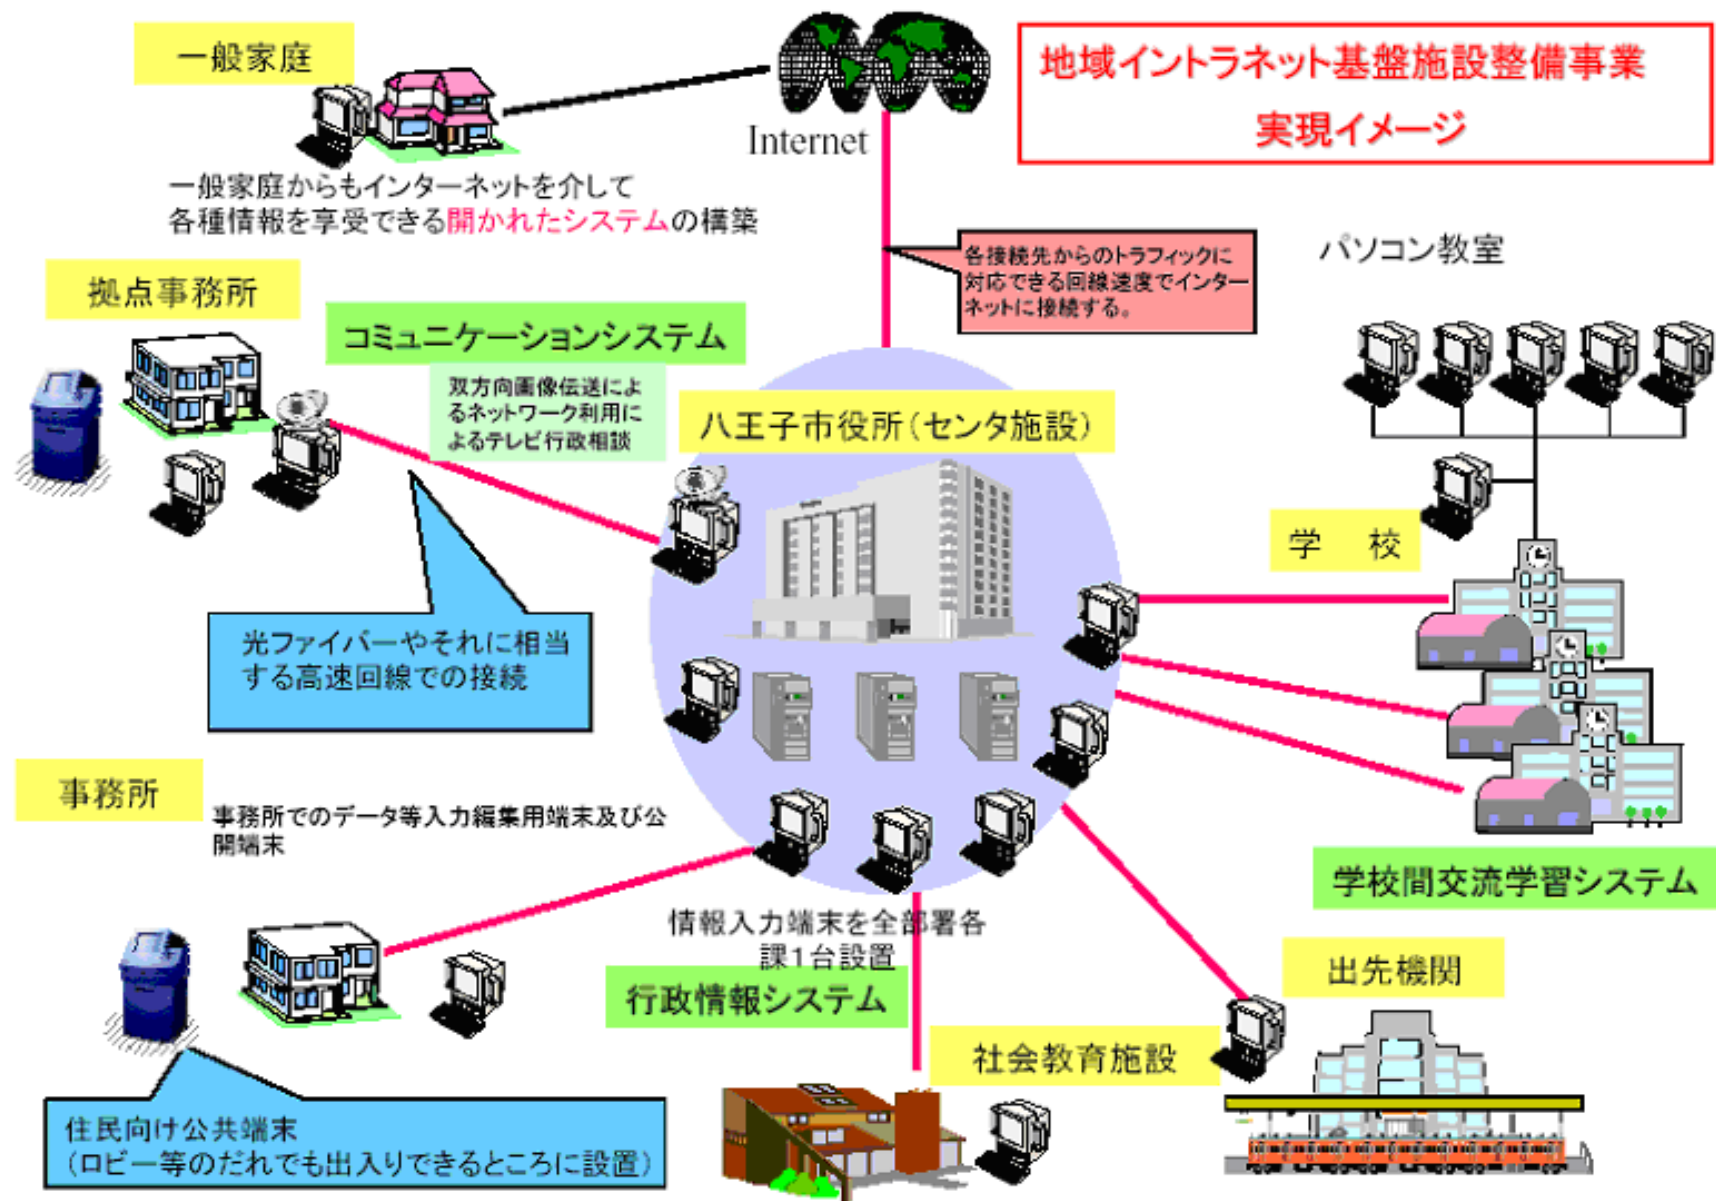 一般家庭
Internet
地域イントラネット基盤施設整備事業
実現イメージ
一般家庭からもインターネットを介して
各種情報を享受できる開かれたシステムの構築
各接続先からのトラフィックに
対応できる回線速度でインター
ネットに接続する。
パソコン教室
拠点事務所
コミュニケーションシステム
双方向画像伝送によ
るネットワーク利用に
よるテレビ行政相談
八王子市役所（センタ施設）
学　校
光ファイバーやそれに相当
する高速回線での接続
事務所
事務所でのデータ等入力編集用端末及び公
開端末
学校間交流学習システム
情報入力端末を全部署各
課1台設置
行政情報システム
出先機関
社会教育施設
住民向け公共端末
（ロビー等のだれでも出入りできるところに設置）